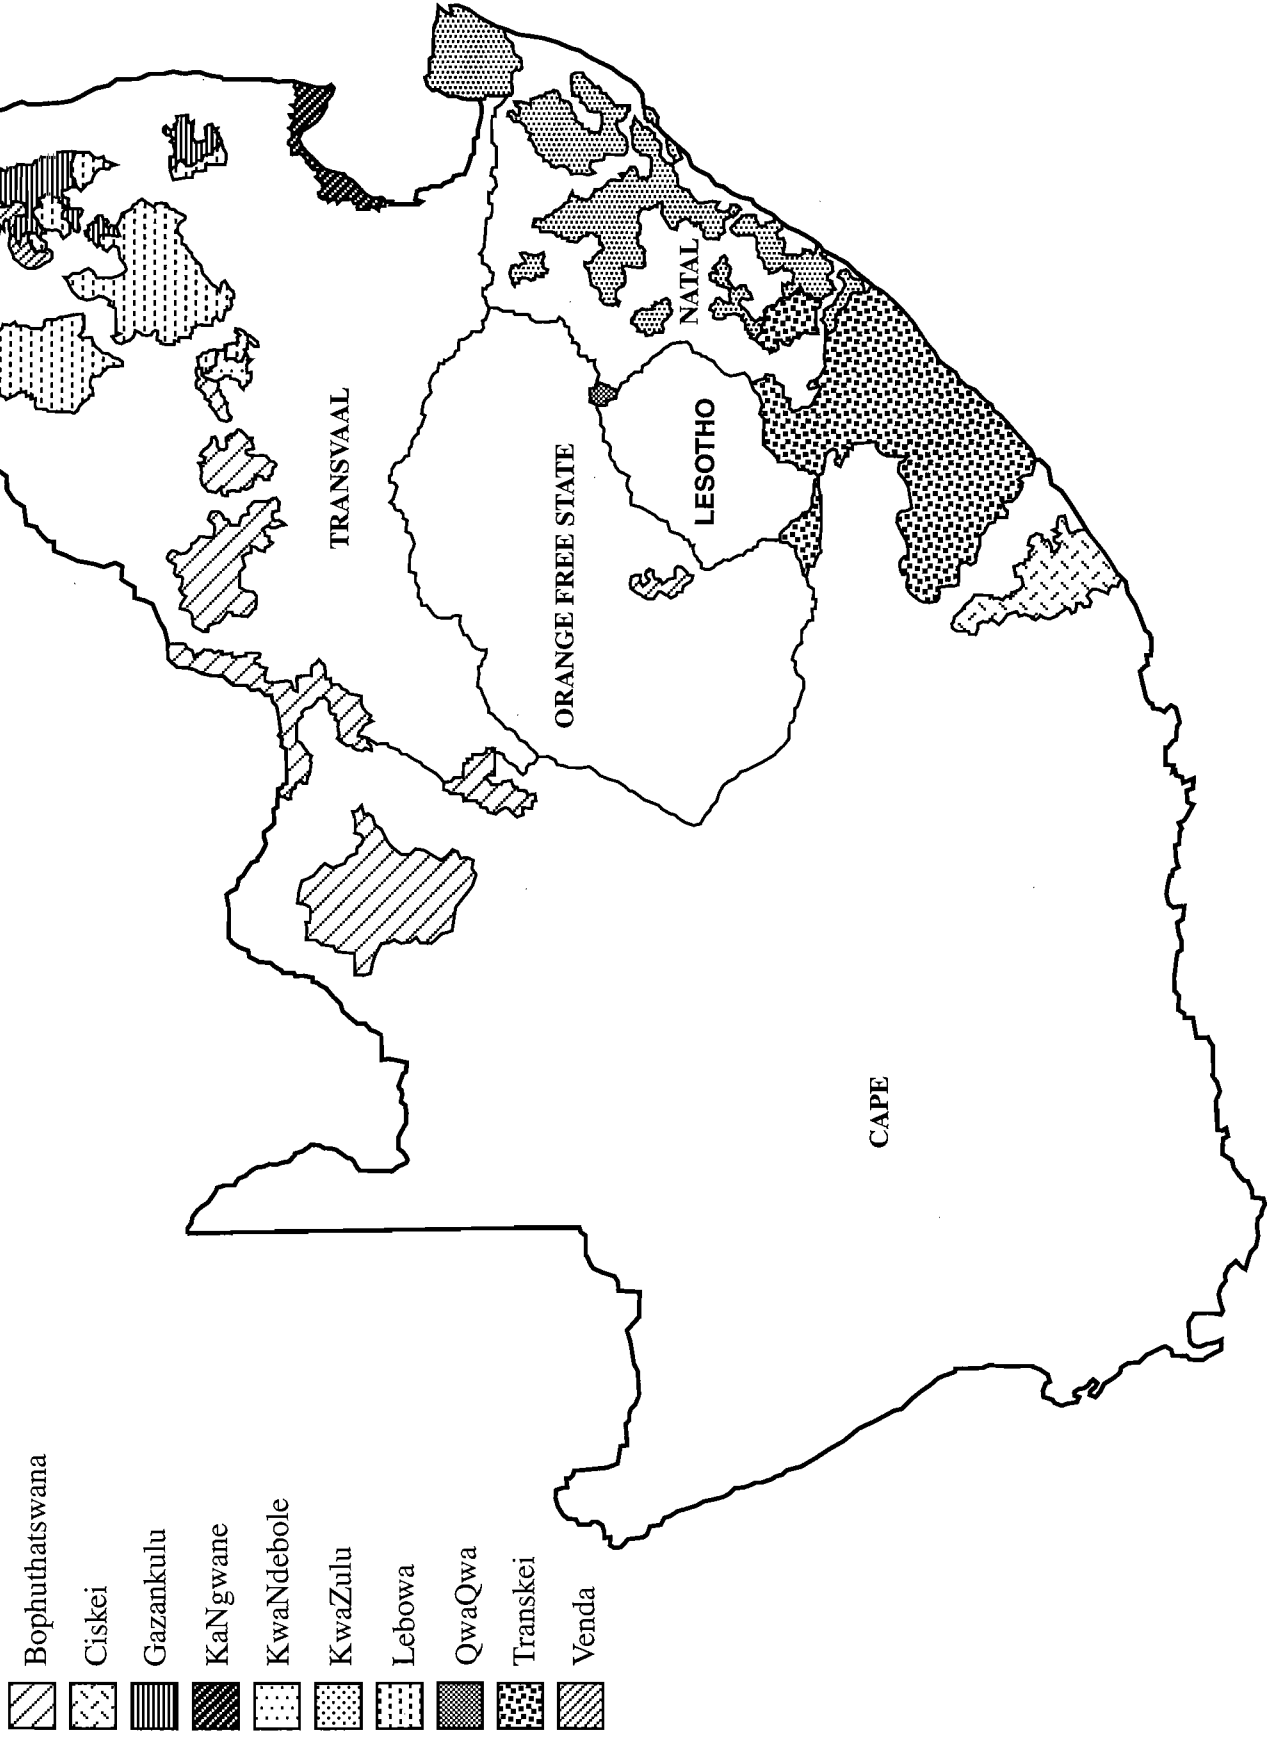 Bophuthatswana
Ciskei
Gazankulu
KaNgwane
KwaNdebole
KwaZulu
Lebowa
QwaQwa
Transkei
Venda
TRANSVAAL
ORANGE FREE STATE
LESOTHO
NATAL
CAPE